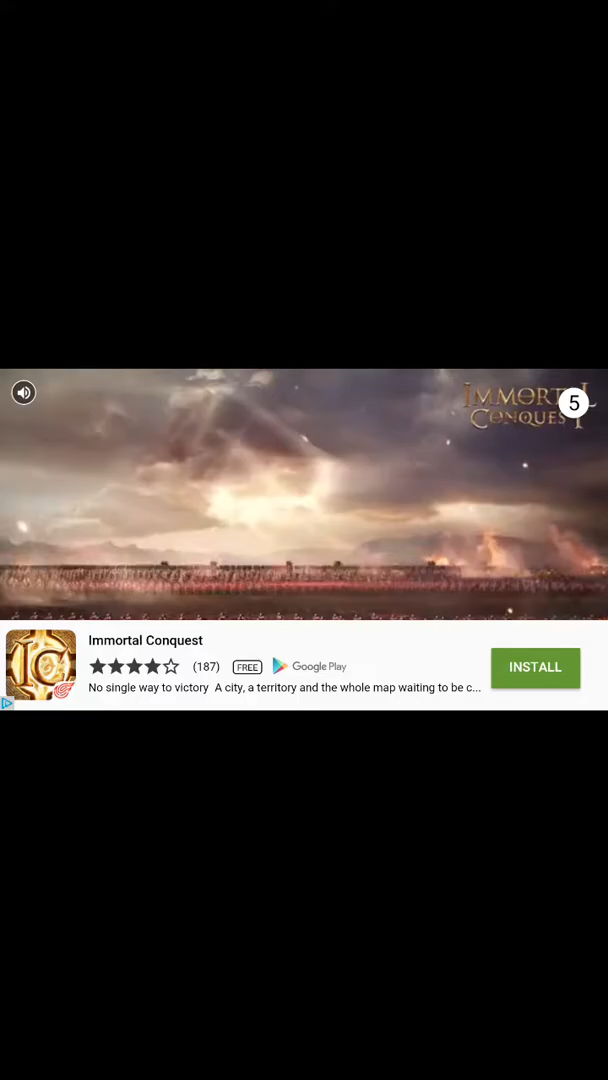 IMMORTAL
CONQUEST
5
Immortal Conquest
(187) FREE Google Play
No single way to victory A city, a territory and the whole map waiting to be c...
INSTALL
IC